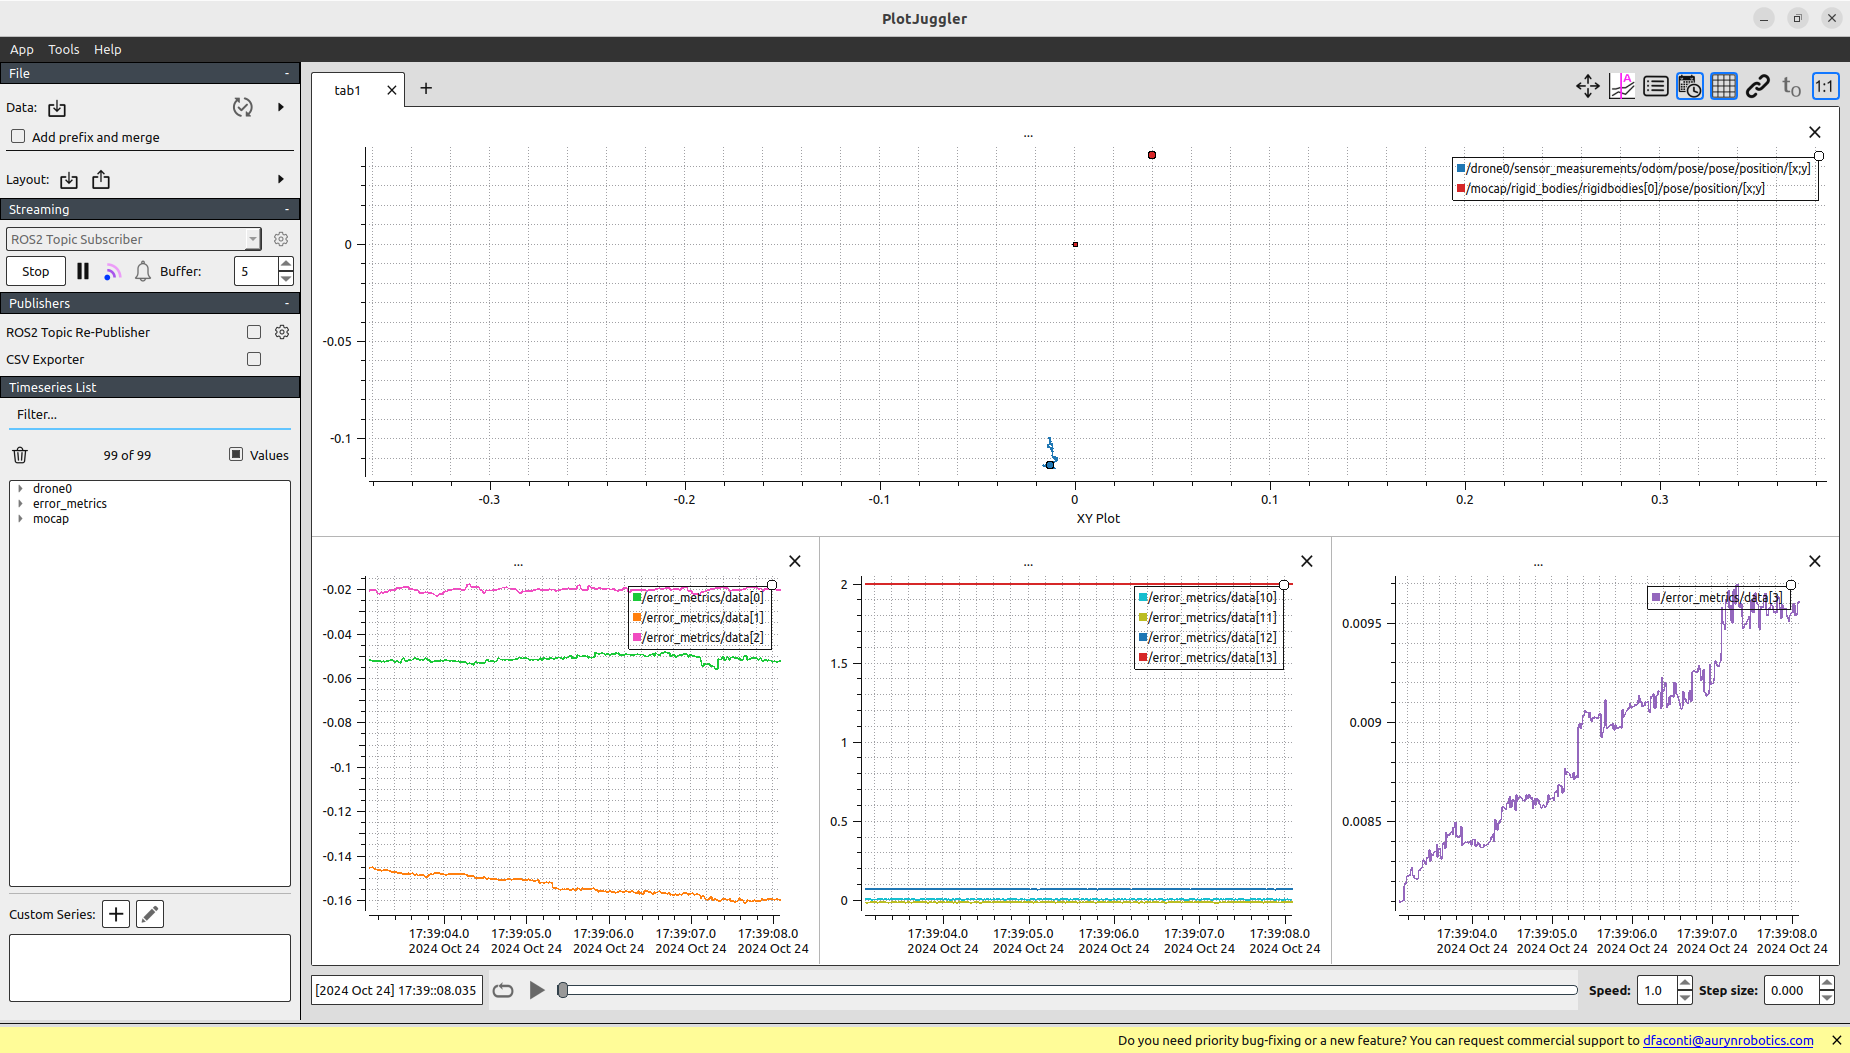 PlotJuggler
App Tools Help
File -
Data:
Add prefix and merge
Layout:
Streaming -
ROS2 Topic Subscriber
Stop Buffer: 5
Publishers -
ROS2 Topic Re-Publisher
CSV Exporter
Timeseries List
Filter...
99 of 99 Values
drone0
error_metrics
mocap
Custom Series:
tab1
A
t0 1:1
...
/drone0/sensor_measurements/odom/pose/pose/position/[x;y]
/mocap/rigid_bodies/rigidbodies[0]/pose/position/[x;y]
0
-0.05
-0.1
-0.3 -0.2 -0.1 0 0.1 0.2 0.3
XY Plot
...
/error_metrics/data[0]
/error_metrics/data[1]
/error_metrics/data[2]
-0.02
-0.04
-0.06
-0.08
-0.1
-0.12
-0.14
-0.16
17:39:04.0 17:39:05.0 17:39:06.0 17:39:07.0 17:39:08.0
2024 Oct 24 2024 Oct 24 2024 Oct 24 2024 Oct 24 2024 Oct 24
...
/error_metrics/data[10]
/error_metrics/data[11]
/error_metrics/data[12]
/error_metrics/data[13]
2
1.5
1
0.5
0
17:39:04.0 17:39:05.0 17:39:06.0 17:39:07.0 17:39:08.0
2024 Oct 24 2024 Oct 24 2024 Oct 24 2024 Oct 24 2024 Oct 24
...
/error_metrics/data[3]
0.0095
0.009
0.0085
17:39:04.0 17:39:05.0 17:39:06.0 17:39:07.0 17:39:08.0
2024 Oct 24 2024 Oct 24 2024 Oct 24 2024 Oct 24 2024 Oct 24
[2024 Oct 24] 17:39::08.035 Speed: 1.0 Step size: 0.000
Do you need priority bug-fixing or a new feature? You can request commercial support to dfaconti@aurynrobotics.com